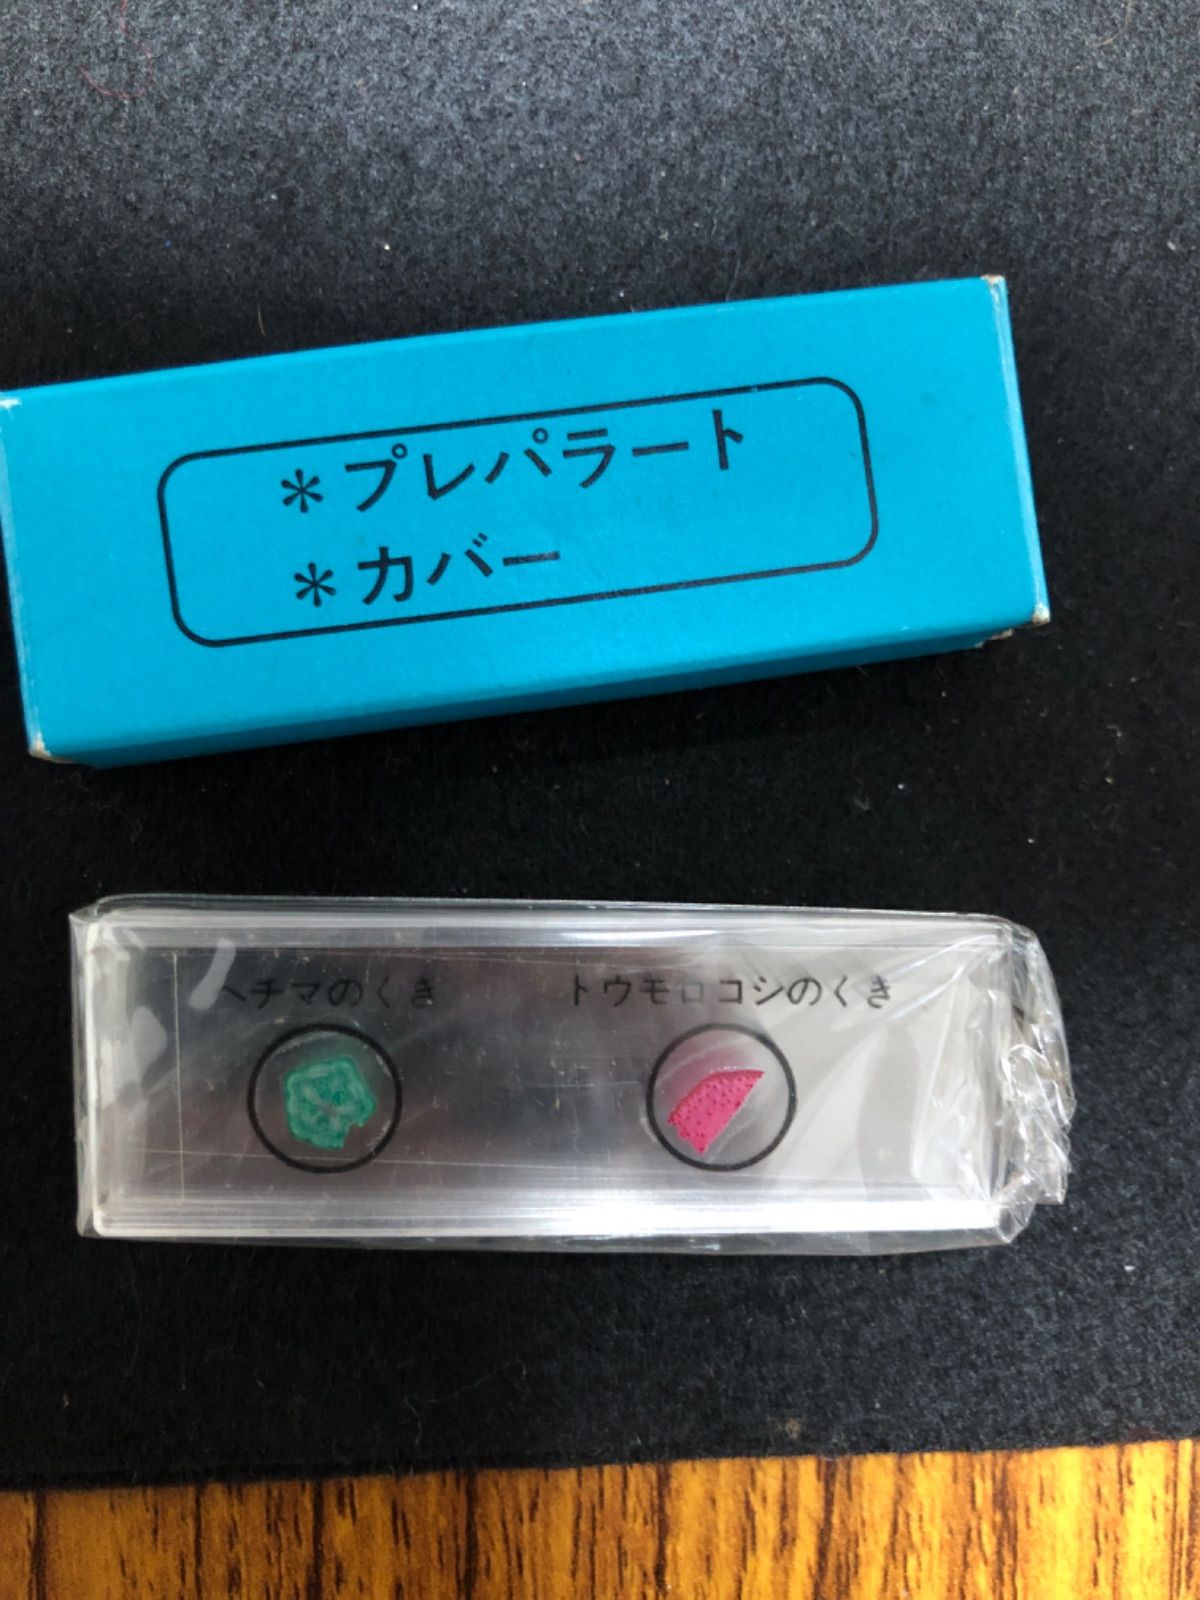 *プレパラート
*カバー
ヘチマのくき
トウモロコシのくき